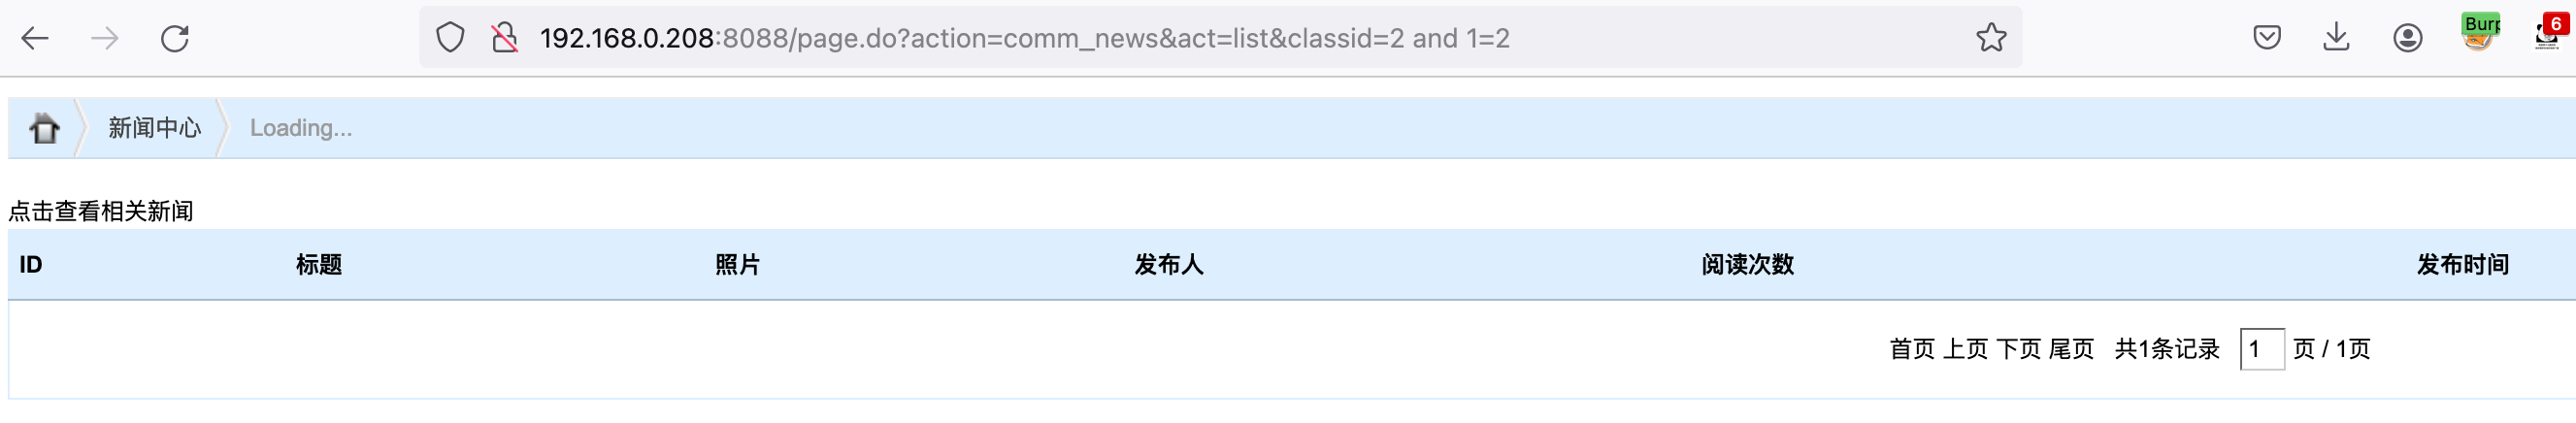 192.168.0.208:8088/page.do?action=comm_news&act=list&classid=2 and 1=2
Burp
6
新闻中心 Loading...
点击查看相关新闻
ID 标题 照片 发布人 阅读次数 发布时间
首页 上页 下页 尾页 共1条记录 1 页 / 1页